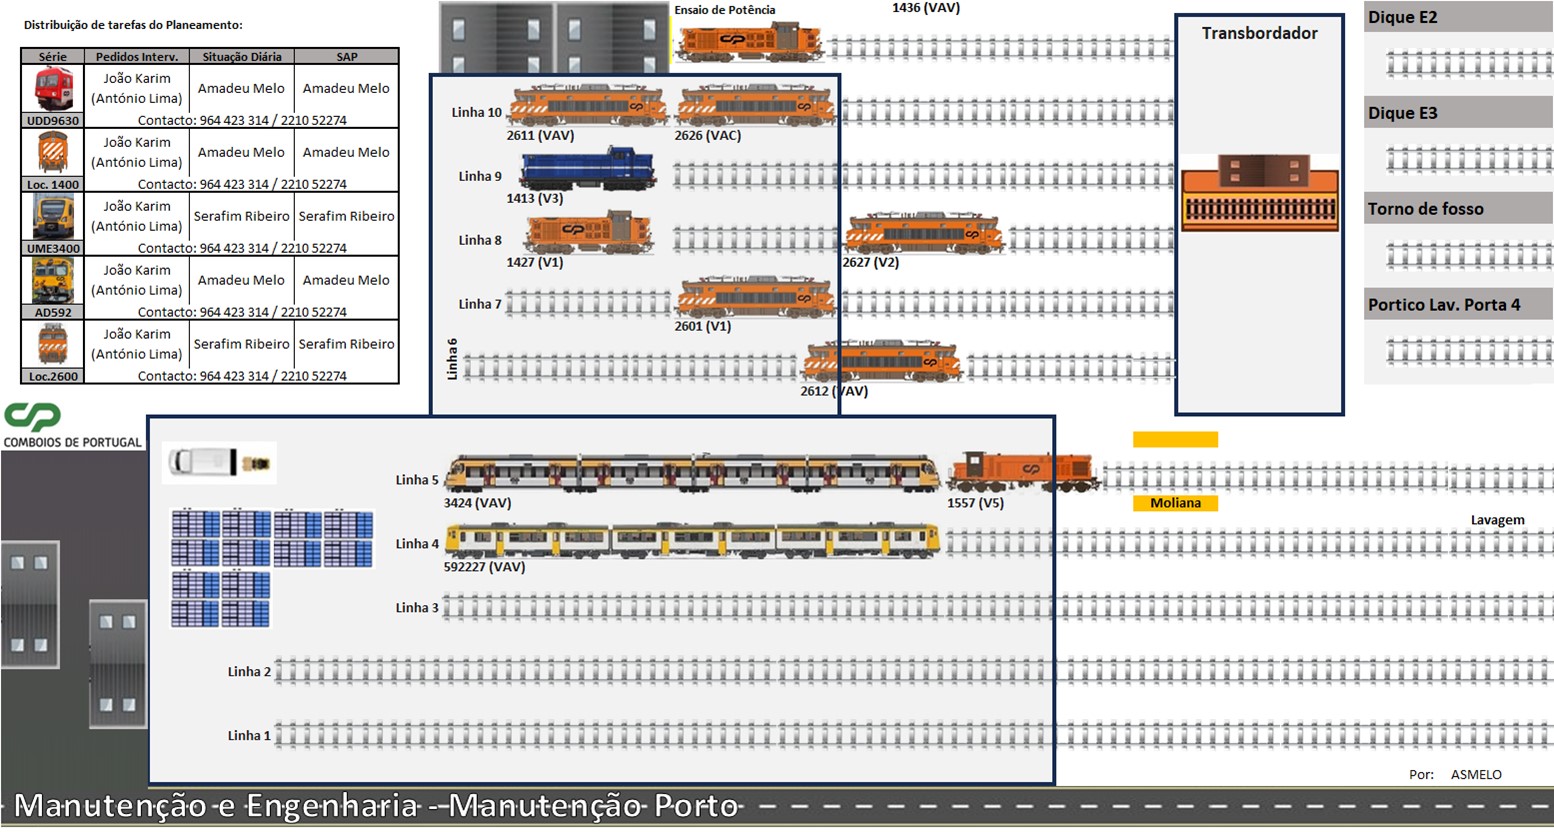 Distribuição de tarefas do Planeamento:
Série Pedidos Interv. Situação Diária SAP
João Karim
(António Lima)
Amadeu Melo Amadeu Melo
UDD9630 Contacto: 964 423 314 / 2210 52274
João Karim
(António Lima)
Amadeu Melo Amadeu Melo
Loc. 1400 Contacto: 964 423 314 / 2210 52274
João Karim
(António Lima)
Serafim Ribeiro Serafim Ribeiro
UME3400 Contacto: 964 423 314 / 2210 52274
João Karim
(António Lima)
Amadeu Melo Amadeu Melo
AD592 Contacto: 964 423 314 / 2210 52274
João Karim
(António Lima)
Serafim Ribeiro Serafim Ribeiro
Loc.2600 Contacto: 964 423 314 / 2210 52274
CP
COMBOIOS DE PORTUGAL
Ensaio de Potência
1436 (VAV)
Linha 10
2611 (VAV)
2626 (VAC)
Linha 9
1413 (V3)
Linha 8
1427 (V1)
2627 (V2)
Linha 7
2601 (V1)
Linha 6
2612 (VAV)
Transbordador
Dique E2
Dique E3
Torno de fosso
Portico Lav. Porta 4
Linha 5
3424 (VAV)
1557 (V5)
Moliana
Lavagem
Linha 4
592227 (VAV)
Linha 3
Linha 2
Linha 1
Por: ASMELO
Manutenção e Engenharia - Manutenção Porto